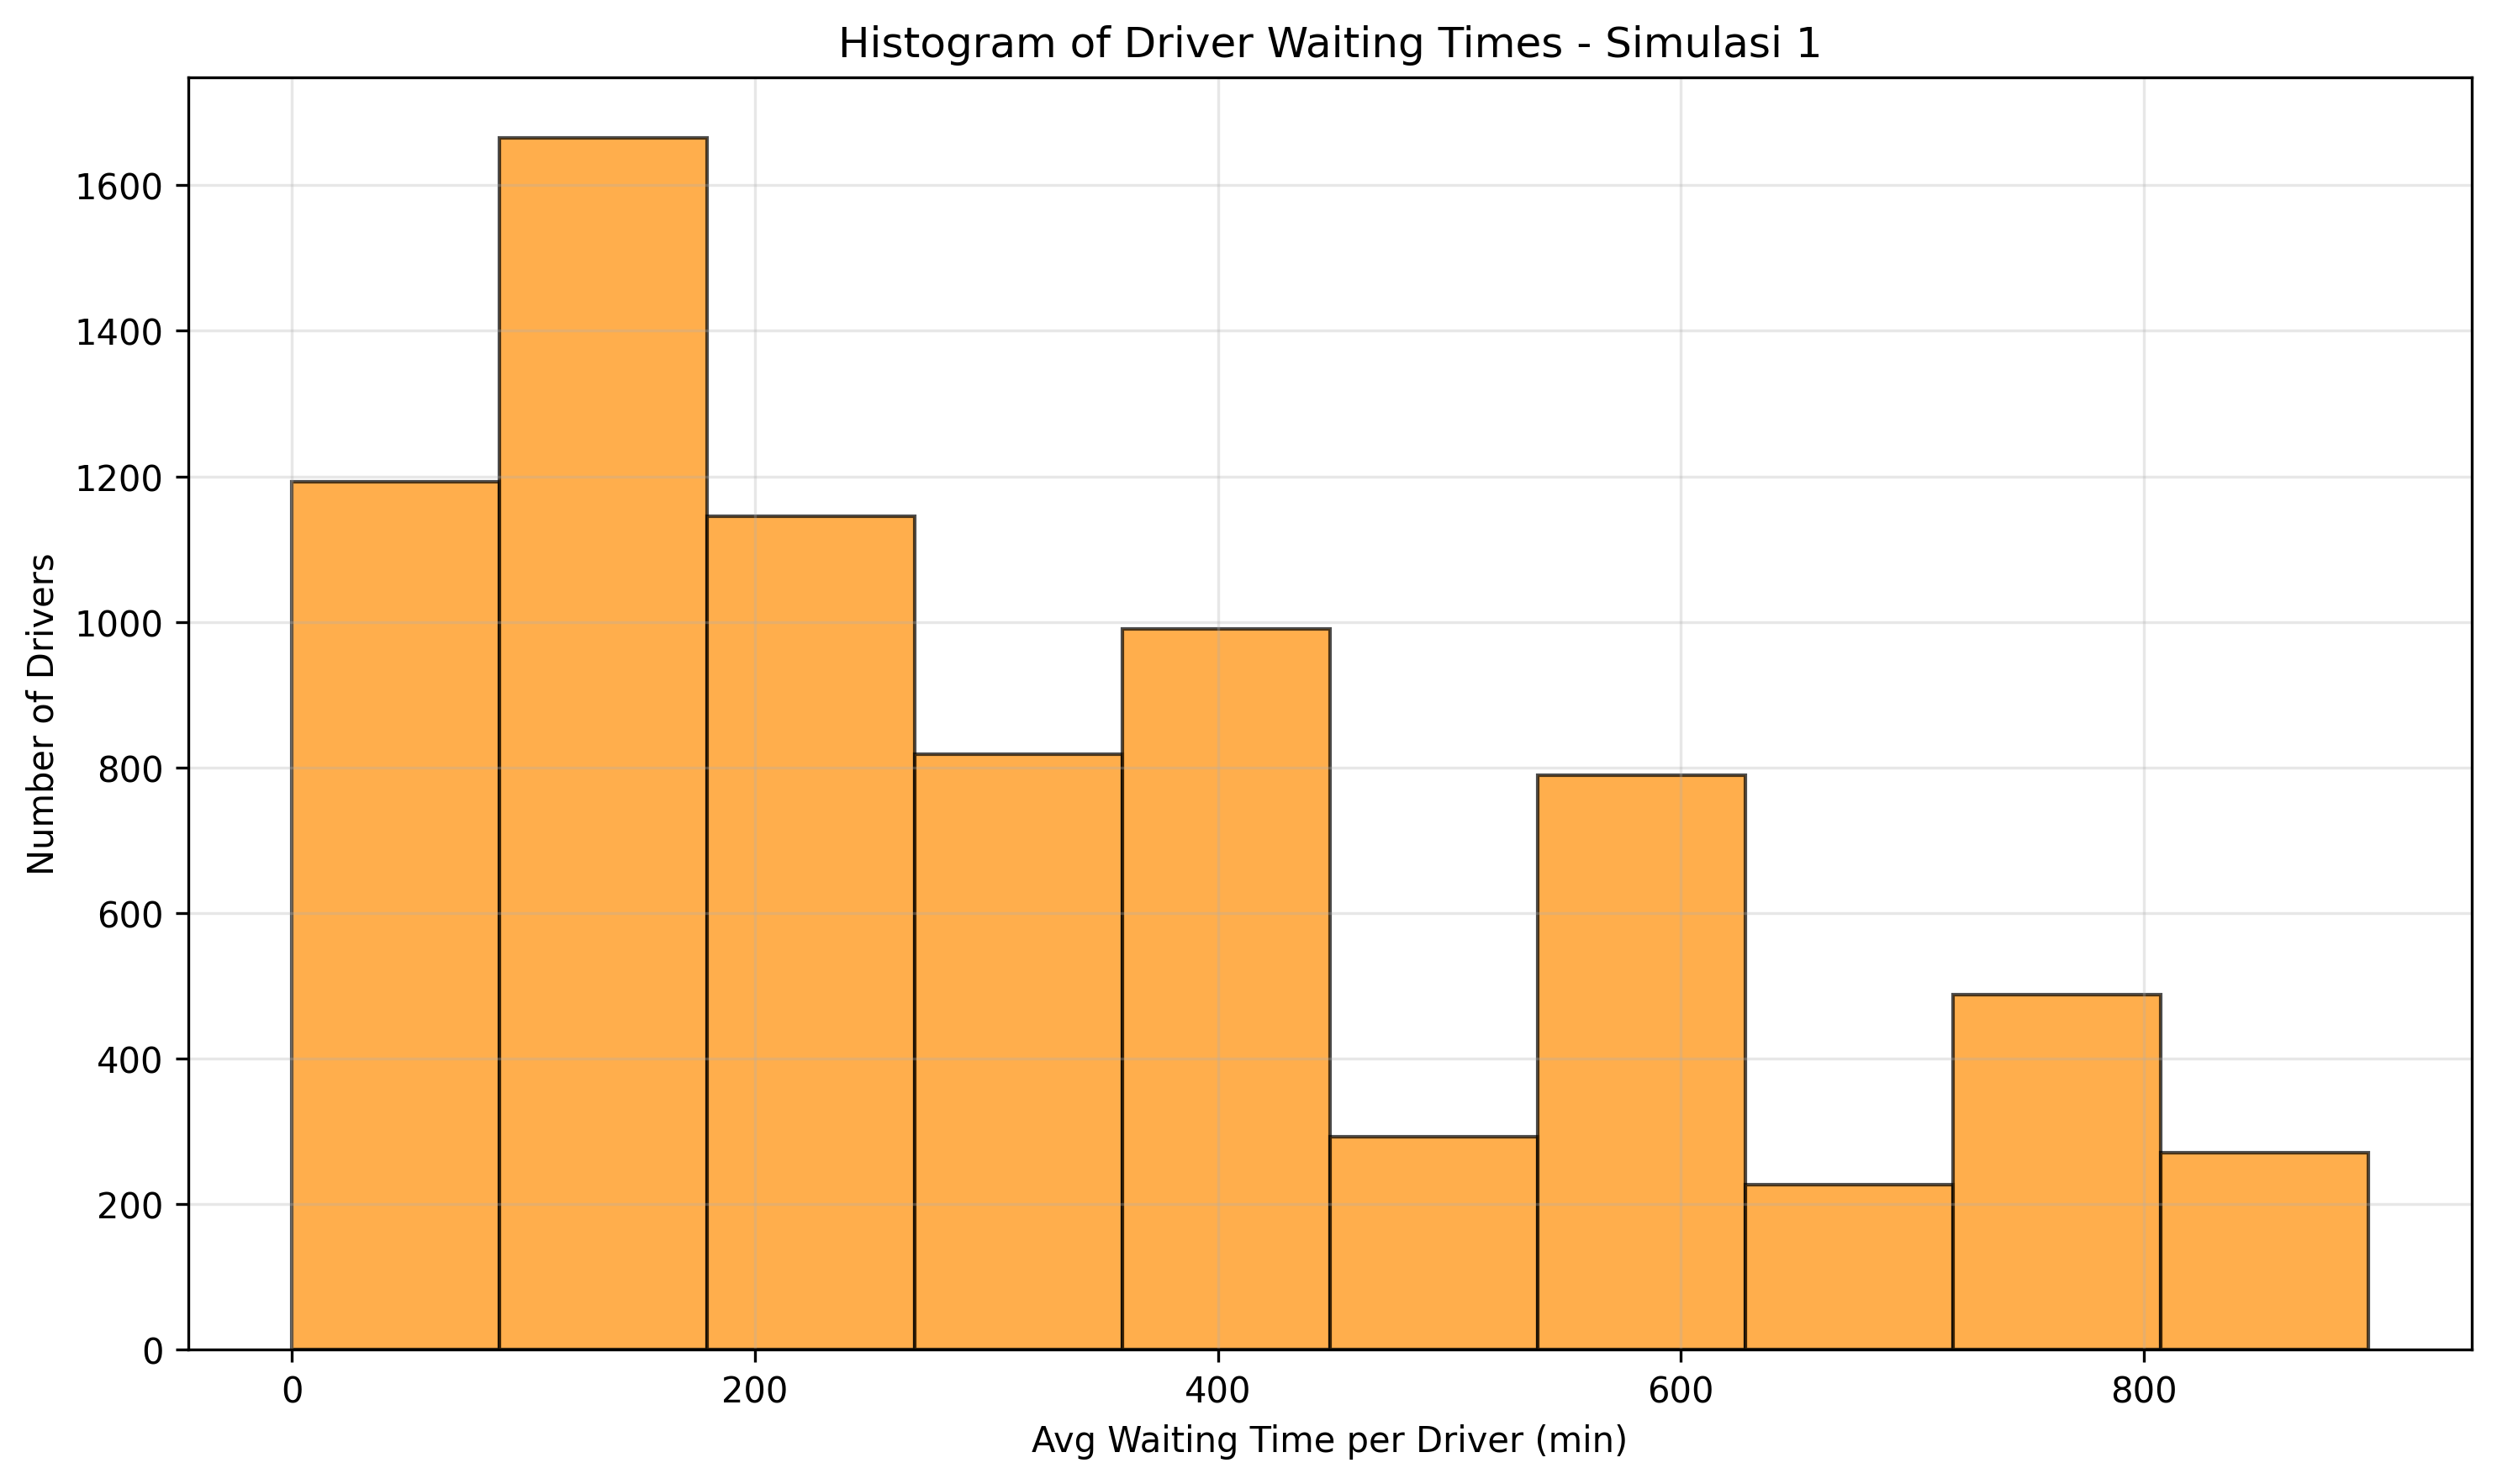 Histogram of Driver Waiting Times - Simulasi 1
Number of Drivers
1600
1400
1200
1000
800
600
400
200
0
0 200 400 600 800
Avg Waiting Time per Driver (min)